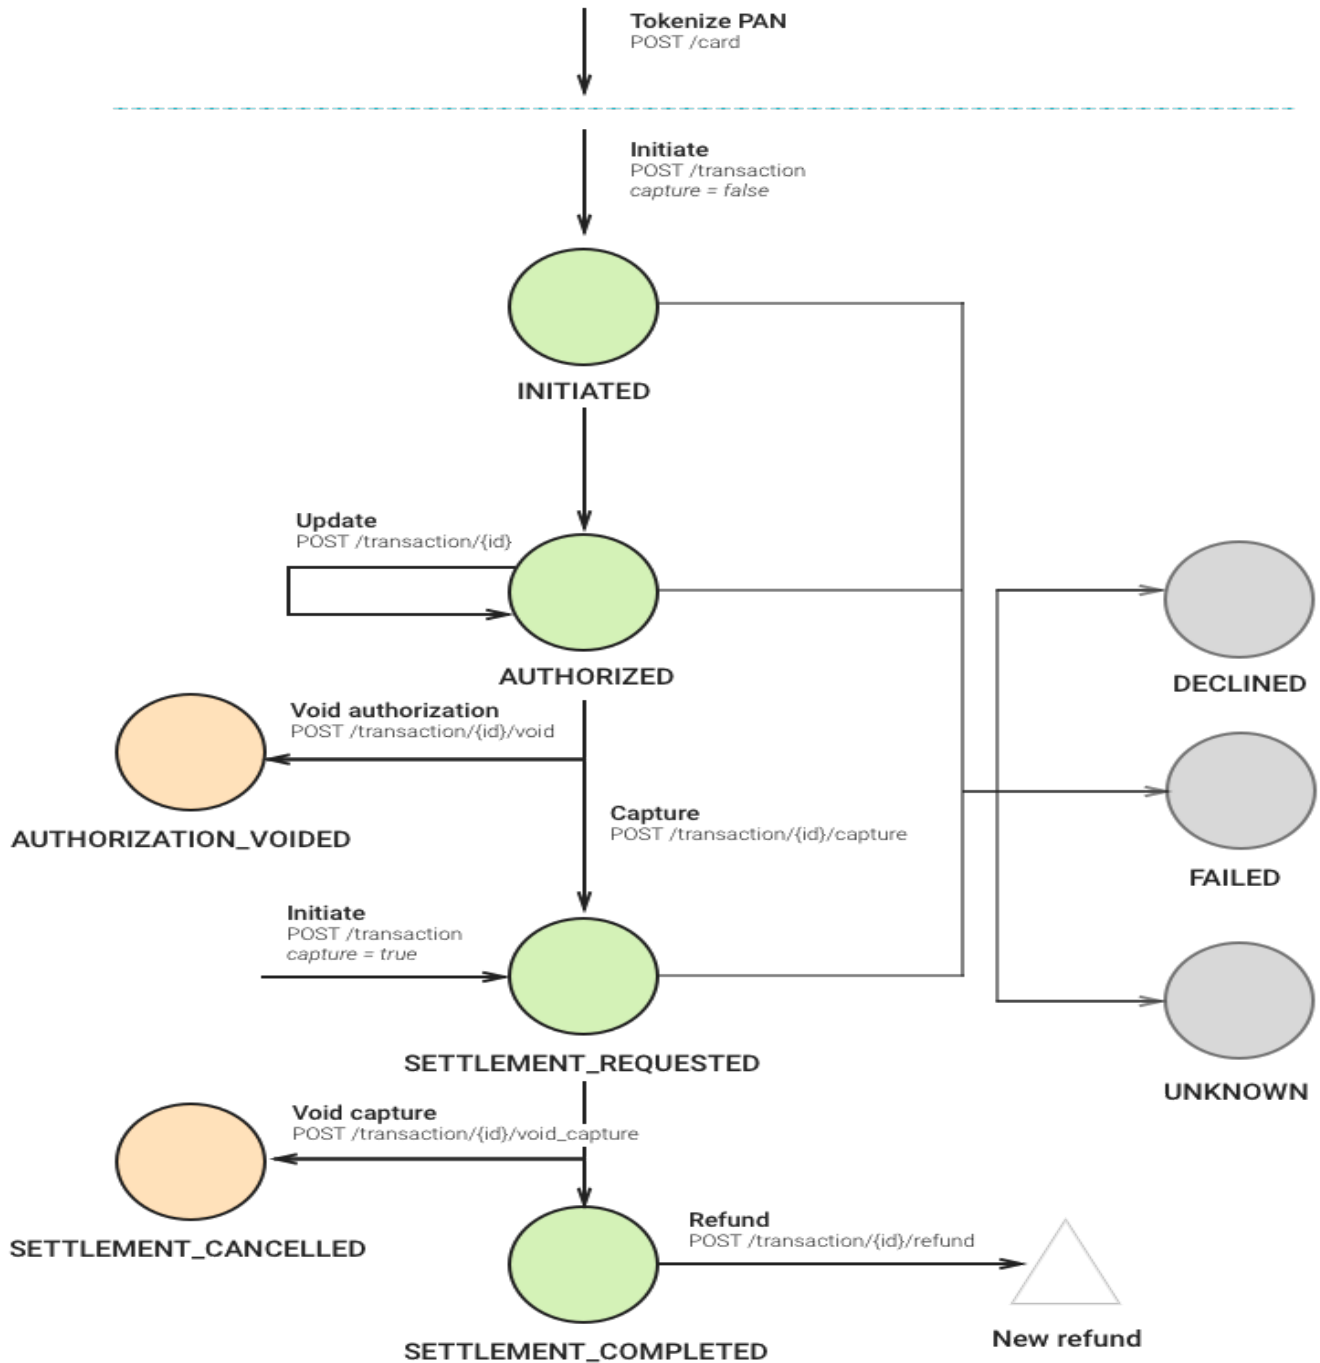 Tokenize PAN
POST /card
Initiate
POST /transaction
capture = false
INITIATED
Update
POST /transaction/{id}
AUTHORIZED
DECLINED
Void authorization
POST /transaction/{id}/void
AUTHORIZATION_VOIDED
Capture
POST /transaction/{id}/capture
FAILED
Initiate
POST /transaction
capture = true
SETTLEMENT_REQUESTED
UNKNOWN
Void capture
POST /transaction/{id}/void_capture
SETTLEMENT_CANCELLED
Refund
POST /transaction/{id}/refund
New refund
SETTLEMENT_COMPLETED